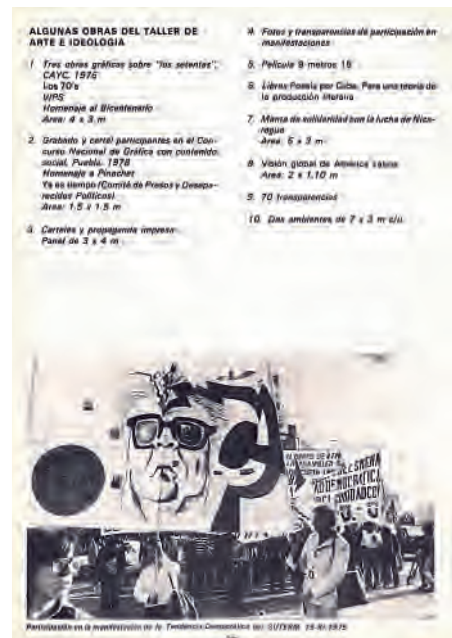 ALGUNAS OBRAS DEL TALLER DE
ARTE E IDEOLOGIA
1. Tres obras gráficas sobre "los setentas",
CAYC. 1976
Los 70's
WPS
Homenaje al Bicentenario
Area: 4 x 3 m
2. Grabado y cartel participantes en el Con-
curso Nacional de Gráfica con contenido
social, Puebla. 1978
Homenaje a Pinochet
Ya es tiempo (Comité de Presos y Desapa-
recidos Políticos)
Area: 1.5 x 1.5 m
3. Carteles y propaganda impresa
Panel de 3 x 4 m
4. Fotos y transparencias de participación en
manifestaciones
5. Película 8 metros 16
6. Libros Poesía por Cuba. Para una teoría de
la producción literaria
7. Manta de solidaridad con la lucha de Nica-
ragua
Area: 6 x 3 m
8. Visión global de América Latina
Area: 2 x 1.10 m
9. 70 transparencias
10. Dos ambientes de 7 x 3 m c/u.
DEMOCRATICA
Participación en la manifestación de la Tendencia Democrática del SUTERM. 15-XI-1975